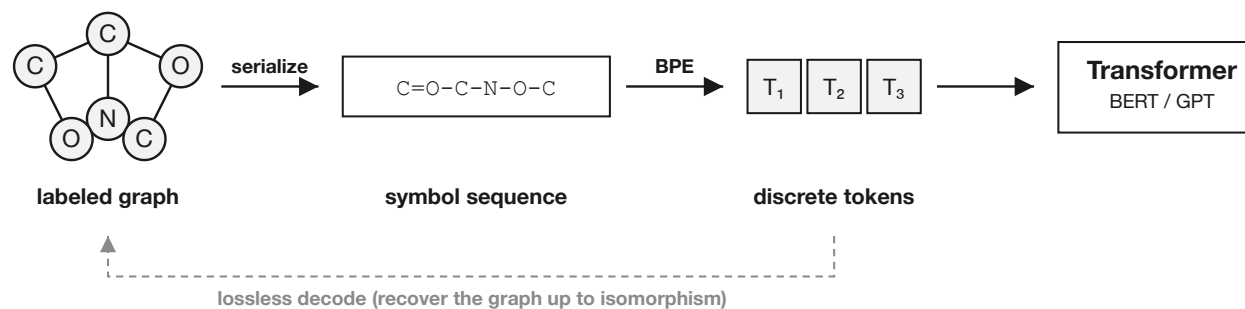 C
C
O
N
O
C
serialize
C=O-C-N-O-C
BPE
T₁ T₂ T₃
Transformer
BERT / GPT
labeled graph
symbol sequence
discrete tokens
lossless decode (recover the graph up to isomorphism)